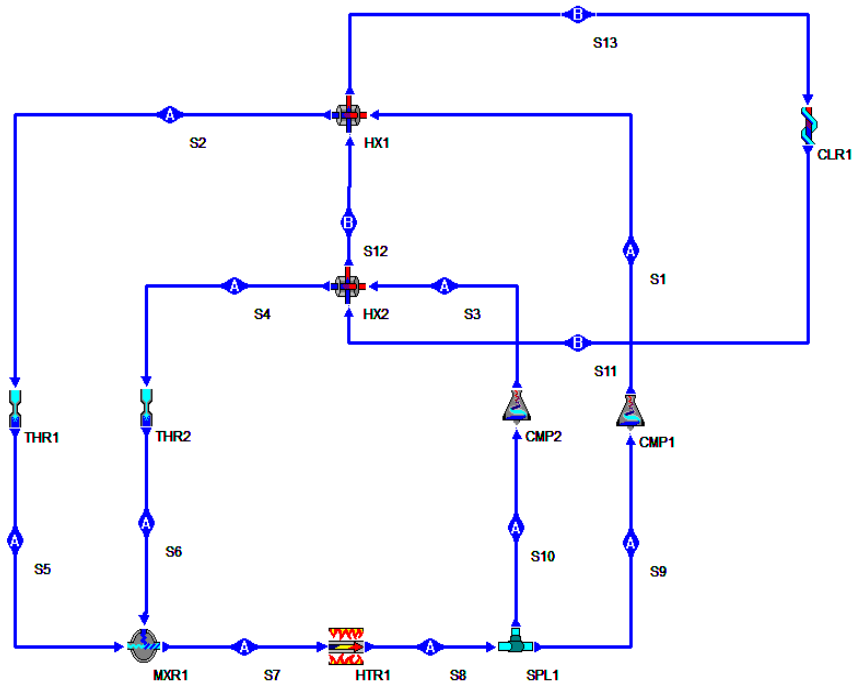 B
S13
A
S2
HX1
CLR1
B
S12
A
S1
A
S4
HX2
A
S3
B
S11
THR1
THR2
CMP2
CMP1
A
S5
A
S6
A
S10
A
S9
MXR1
A
S7
HTR1
A
S8
SPL1